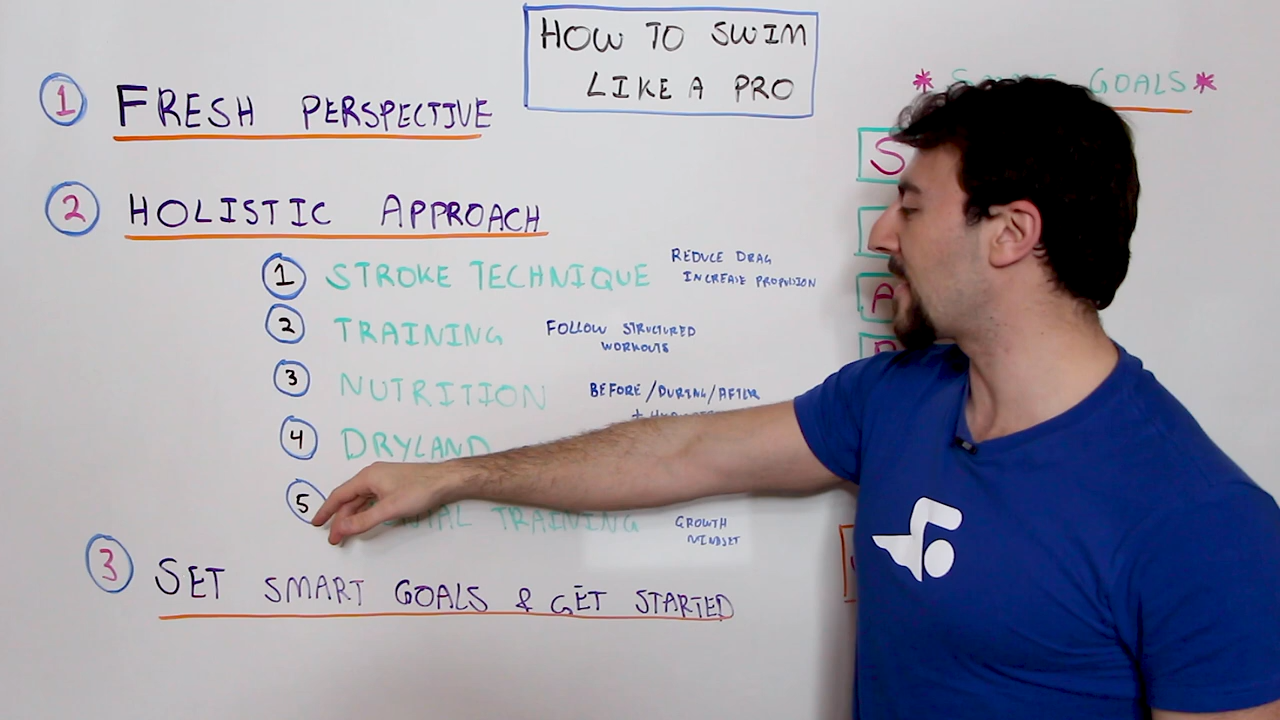 HOW TO SWIM
LIKE A PRO
1 FRESH PERSPECTIVE
2 HOLISTIC APPROACH
1 STROKE TECHNIQUE
REDUCE DRAG
INCREASE PROPULSION
2 TRAINING
FOLLOW STRUCTURED
WORKOUTS
3 NUTRITION
BEFORE/DURING/AFTER
4 DRYLAND
5 TRAINING
GROWTH
MINDSET
3 SET SMART GOALS & GET STARTED
* GOALS *
S
A